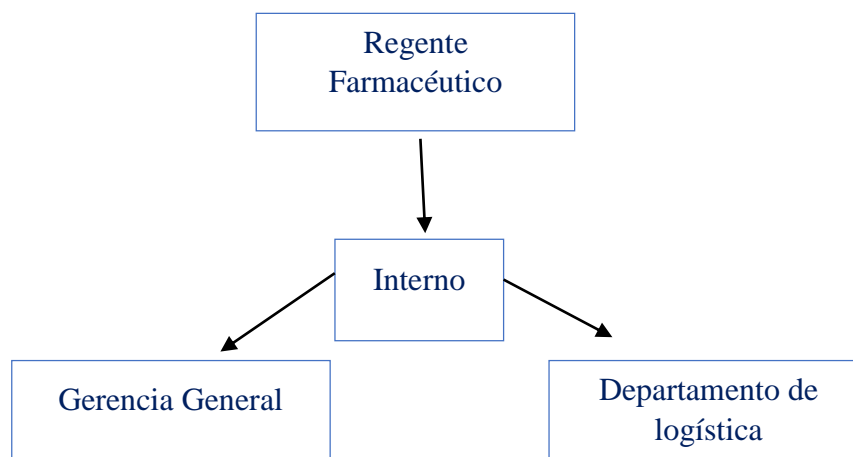 Regente
Farmacéutico
Interno
Gerencia General
Departamento de
logística